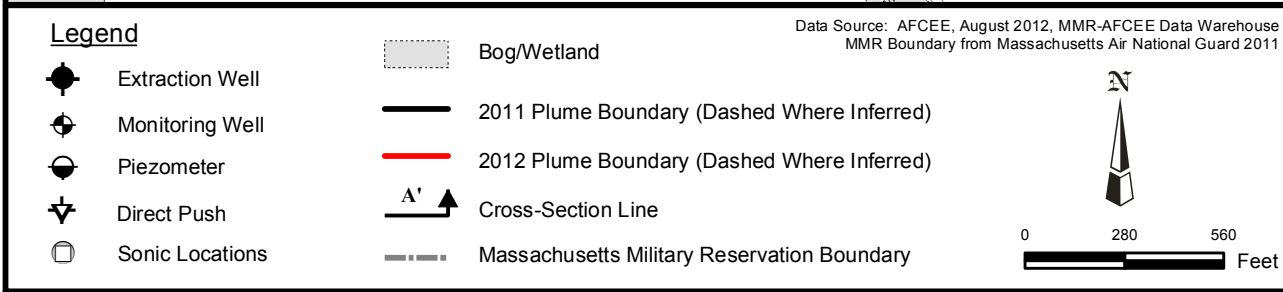 Legend
Extraction Well
Monitoring Well
Piezometer
Direct Push
Sonic Locations
Bog/Wetland
2011 Plume Boundary (Dashed Where Inferred)
2012 Plume Boundary (Dashed Where Inferred)
A'
Cross-Section Line
Massachusetts Military Reservation Boundary
Data Source: AFCEE, August 2012, MMR-AFCEE Data Warehouse
MMR Boundary from Massachusetts Air National Guard 2011
N
0 280 560
Feet